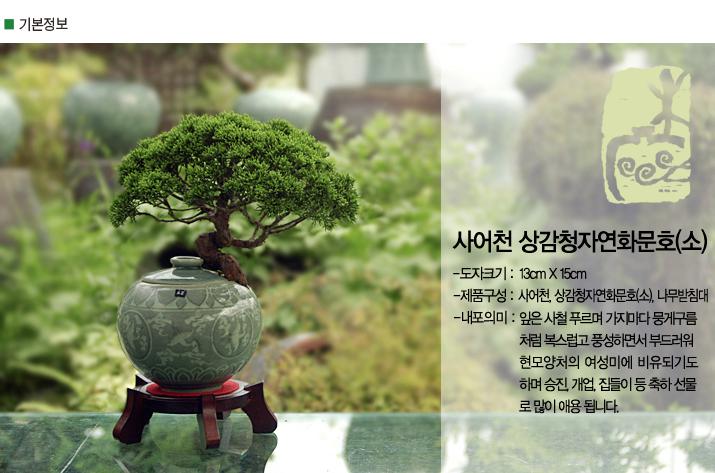 기본정보
사어천 상감청자연화문호(소)
-도자크기 : 13cm X 15cm
-제품구성 : 사어천, 상감청자연화문호(소), 나무받침대
-내포의미 : 잎은 사철 푸르며 가지마다 뭉게구름
처럼 복스럽고 풍성하면서 부드러워
현모양처의 여성미에 비유되기도
하며 승진, 개업, 집들이 등 축하 선물
로 많이 애용 됩니다.